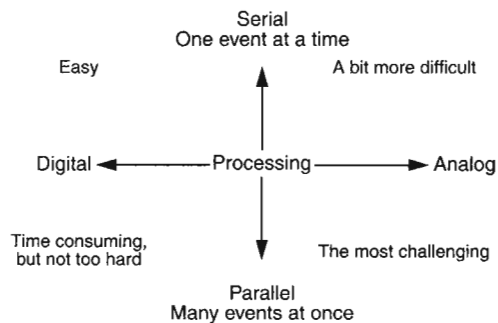 Serial
One event at a time
Easy
A bit more difficult
Digital
Processing
Analog
Time consuming,
but not too hard
The most challenging
Parallel
Many events at once